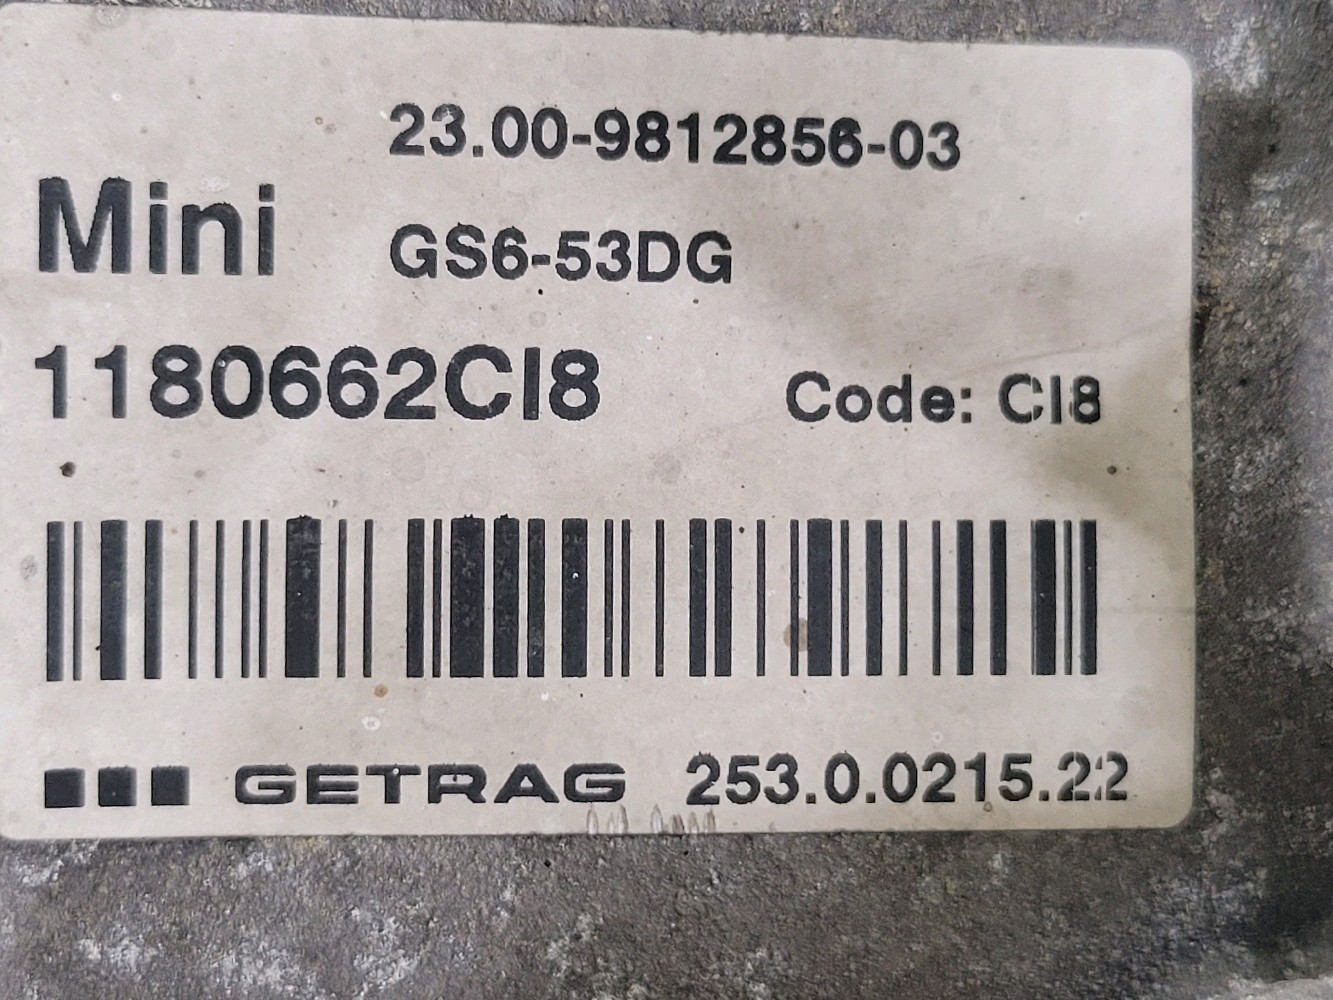 23.00-9812856-03
Mini GS6-53DG
1180662CI8 Code: CI8
GETRAG 253.0.0215.22